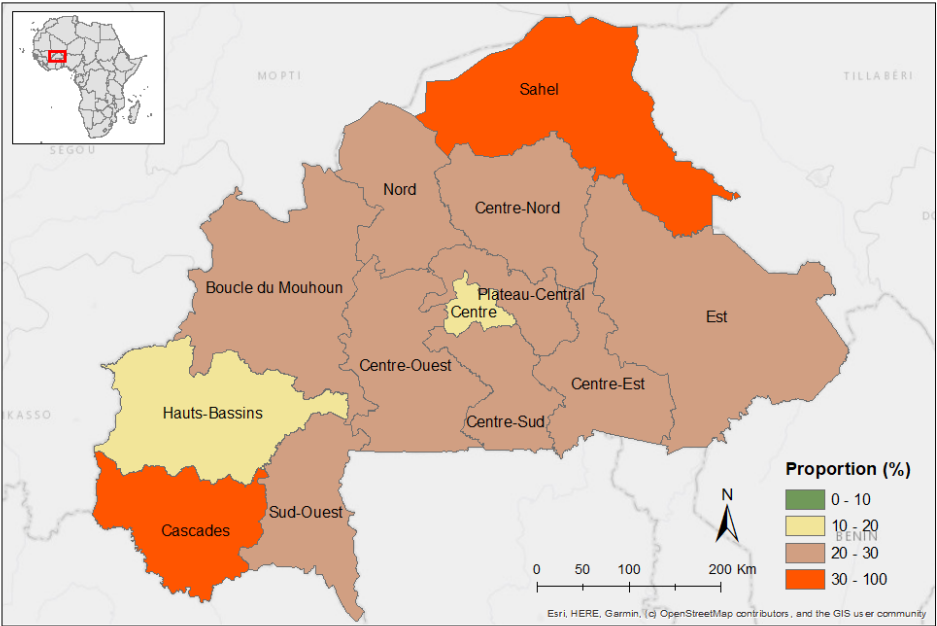 MOPTI
TILLABÉRI
SÉGOU
Sahel
Nord
Centre-Nord
Boucle du Mouhoun
Plateau-Central
Centre
Est
Centre-Ouest
Centre-Est
Hauts-Bassins
Centre-Sud
Sud-Ouest
Cascades
Proportion (%)
0 - 10
10 - 20
BENIN
20 - 30
30 - 100
N
0 50 100 200 Km
Esri, HERE, Garmin, (c) OpenStreetMap contributors, and the GIS user community